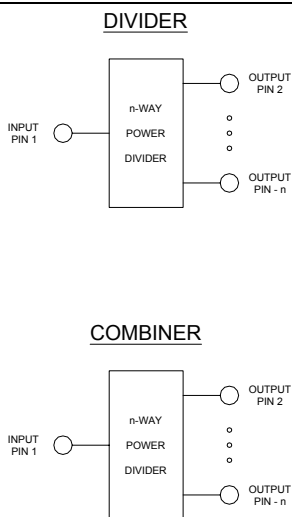 DIVIDER
OUTPUT
PIN 2
n-WAY
INPUT
PIN 1
POWER
DIVIDER
OUTPUT
PIN - n
COMBINER
OUTPUT
PIN 2
n-WAY
INPUT
PIN 1
POWER
DIVIDER
OUTPUT
PIN - n